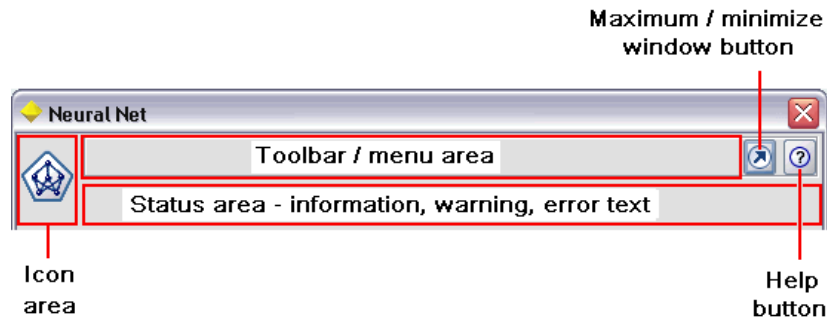 Maximum / minimize
window button
Neural Net
Toolbar / menu area
?
Status area - information, warning, error text
Icon
area
Help
button